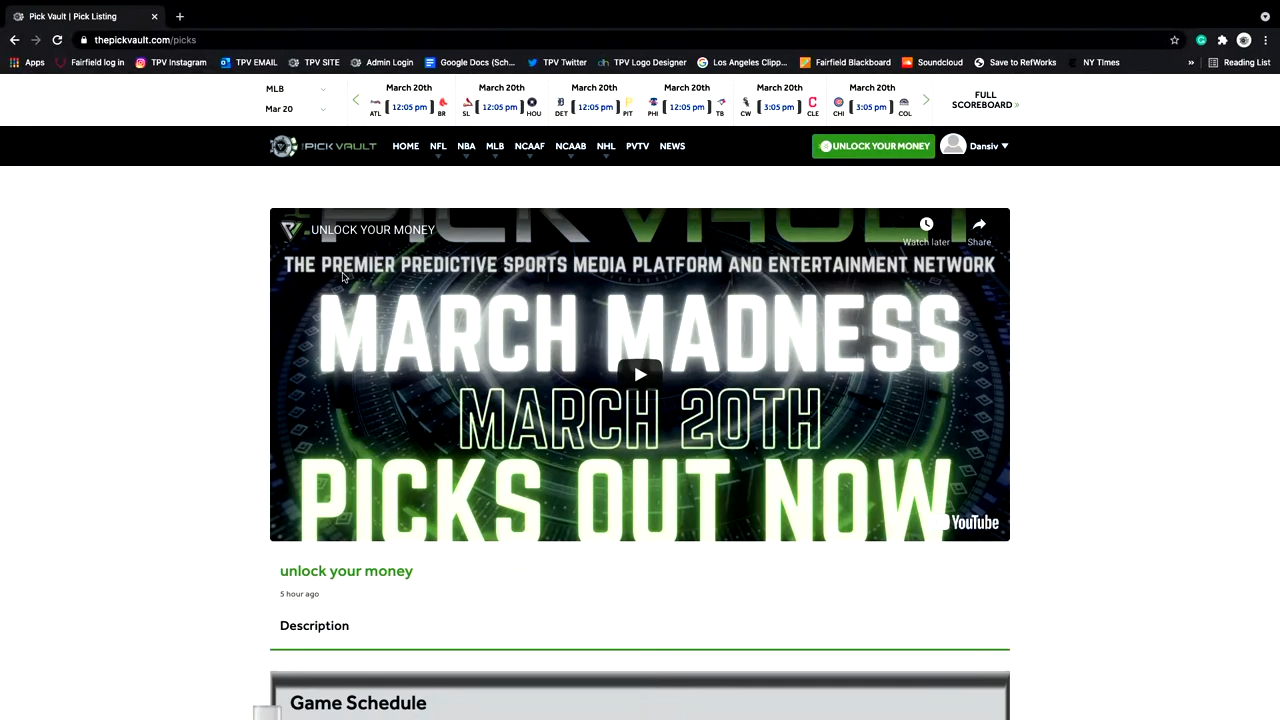 Pick Vault | Pick Listing
thepickvault.com/picks
Apps Fairfield log in TPV Instagram TPV EMAIL TPV SITE Admin Login Google Docs (Sch... TPV Twitter TPV Logo Designer Los Angeles Clipp... Fairfield Blackboard Soundcloud Save to RefWorks NY TImes » Reading List
MLB
Mar 20
March 20th March 20th March 20th March 20th March 20th March 20th
12:05 pm 12:05 pm 12:05 pm 12:05 pm 3:05 pm 3:05 pm
ATL BR SL HOU DET PIT PHI TB CW CLE CHI COL
FULL
SCOREBOARD »
PICK VAULT HOME NFL NBA MLB NCAAF NCAAB NHL PVTV NEWS UNLOCK YOUR MONEY Dansiv
PICK VAULT
UNLOCK YOUR MONEY
Watch later Share
THE PREMIER PREDICTIVE SPORTS MEDIA PLATFORM AND ENTERTAINMENT NETWORK
MARCH MADNESS
MARCH 20TH
PICKS OUT NOW
YouTube
unlock your money
5 hour ago
Description
Game Schedule